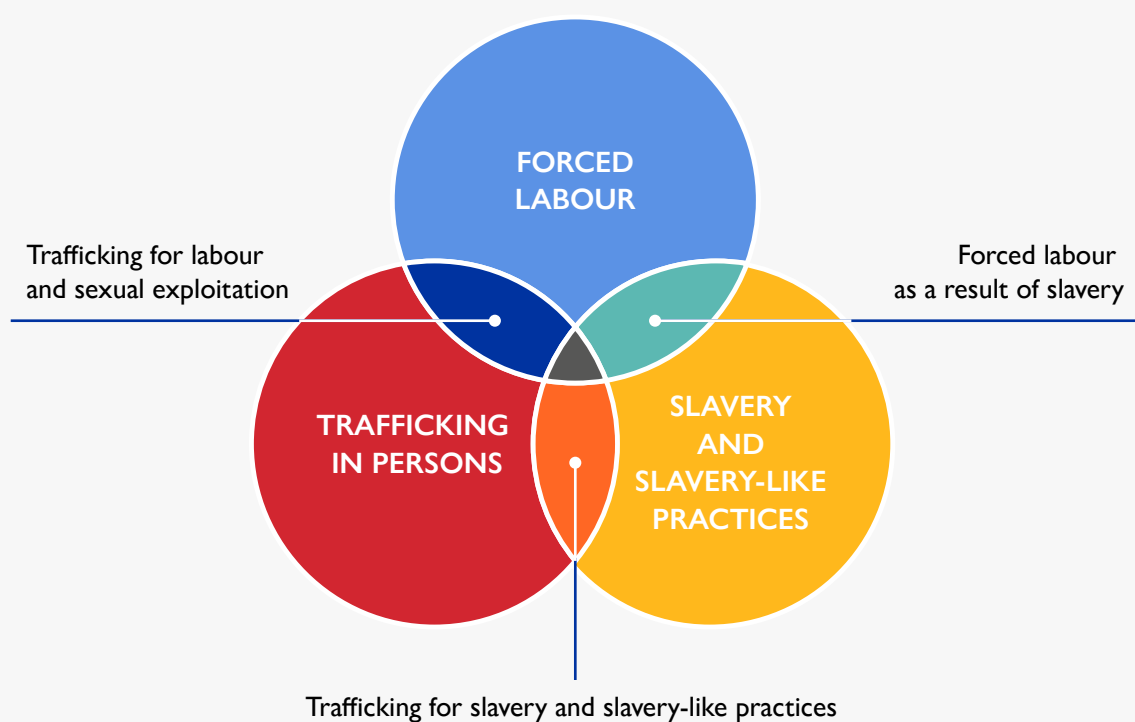 FORCED
LABOUR
Trafficking for labour
and sexual exploitation
Forced labour
as a result of slavery
TRAFFICKING
IN PERSONS
SLAVERY
AND
SLAVERY-LIKE
PRACTICES
Trafficking for slavery and slavery-like practices